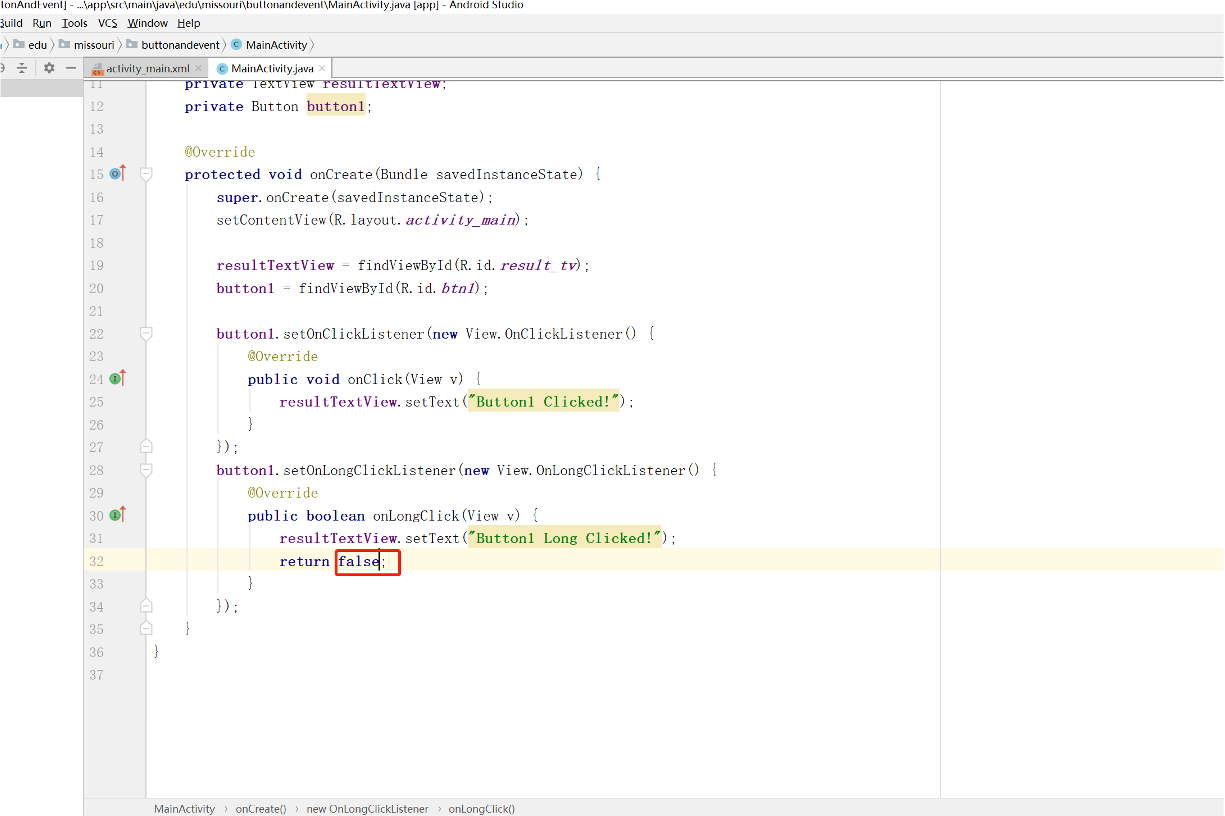 tonAndEvent] - ...\app\src\main\java\edu\missouri\buttonandevent\MainActivity.java [app] - Android Studio
Build Run Tools VCS Window Help
edu missouri buttonandevent MainActivity
activity_main.xml MainActivity.java
11 private TextView resultTextView;
12 private Button button1;
13
14 @Override
15 protected void onCreate(Bundle savedInstanceState) {
16 super.onCreate(savedInstanceState);
17 setContentView(R.layout.activity_main);
18
19 resultTextView = findViewById(R.id.result_tv);
20 button1 = findViewById(R.id.btn1);
21
22 button1.setOnClickListener(new View.OnClickListener() {
23 @Override
24 public void onClick(View v) {
25 resultTextView.setText("Button1 Clicked!");
26 }
27 });
28 button1.setOnLongClickListener(new View.OnLongClickListener() {
29 @Override
30 public boolean onLongClick(View v) {
31 resultTextView.setText("Button1 Long Clicked!");
32 return false;
33 }
34 });
35 }
36 }
37
MainActivity › onCreate() › new OnLongClickListener › onLongClick()